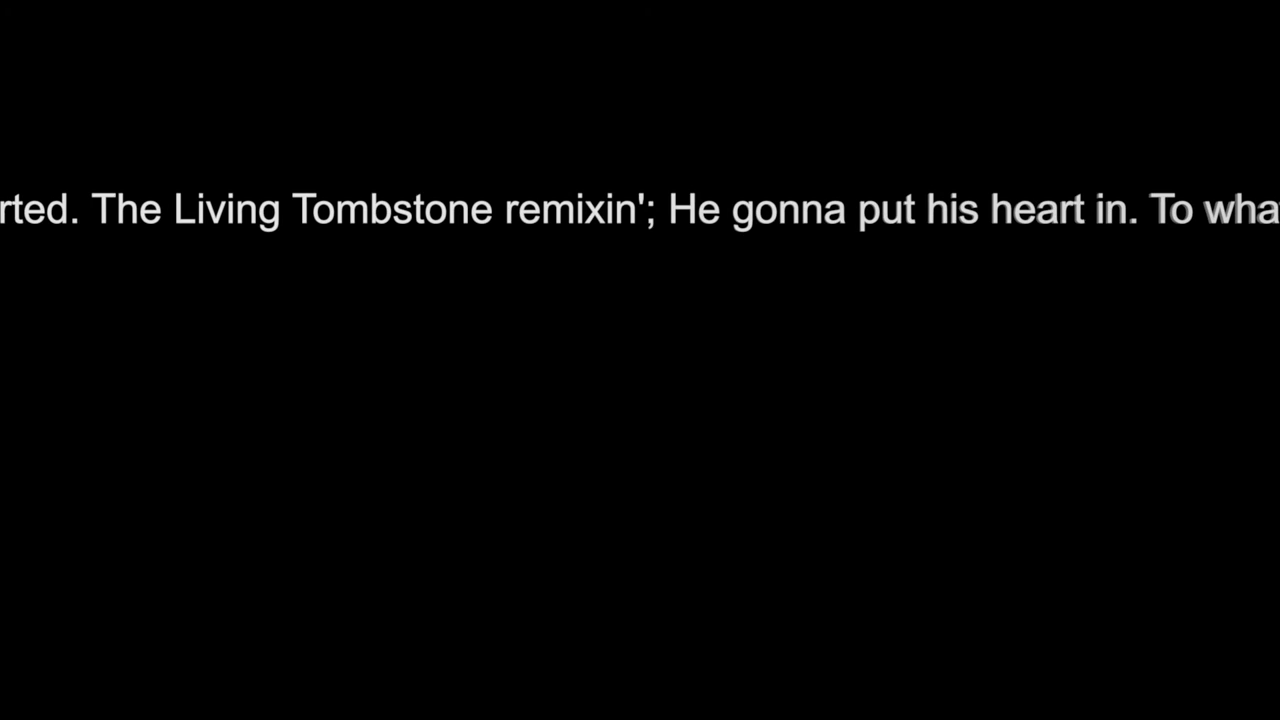 rted. The Living Tombstone remixin'; He gonna put his heart in. To wha